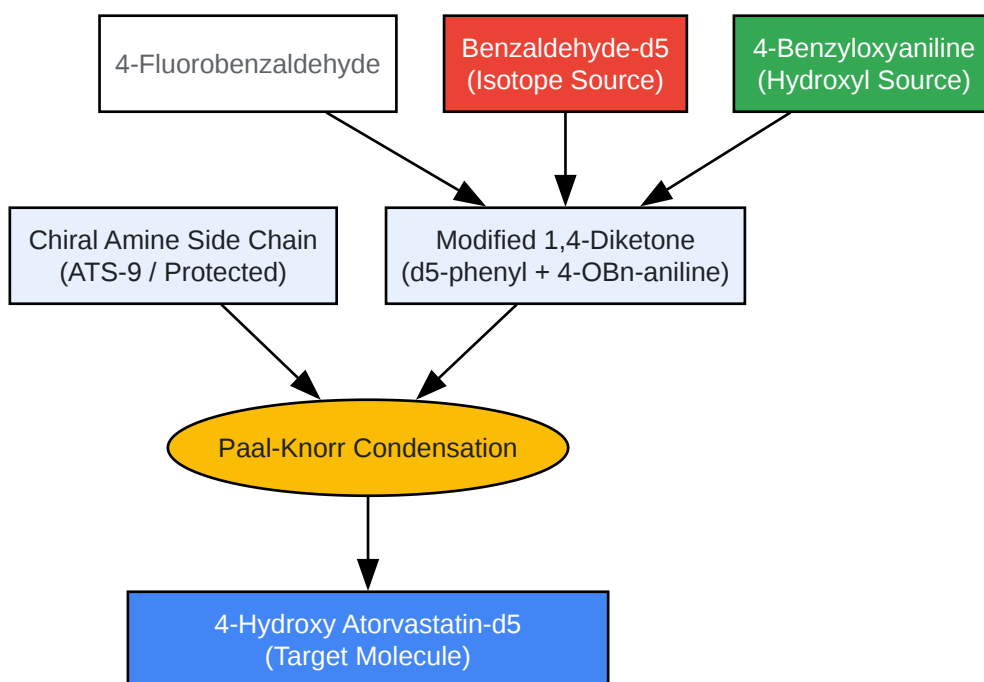 4-Fluorobenzaldehyde
Benzaldehyde-d5
(Isotope Source)
4-Benzyloxyaniline
(Hydroxyl Source)
Chiral Amine Side Chain
(ATS-9 / Protected)
Modified 1,4-Diketone
(d5-phenyl + 4-OBn-aniline)
Paal-Knorr Condensation
4-Hydroxy Atorvastatin-d5
(Target Molecule)